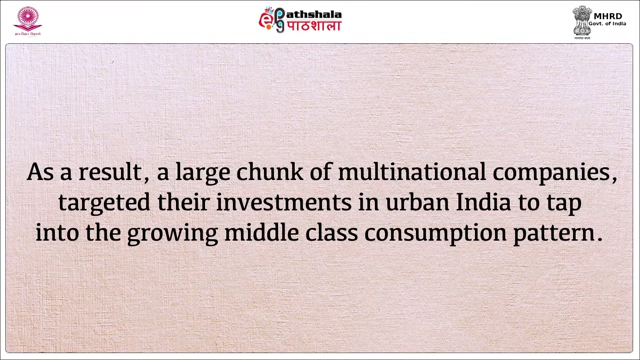 ePathshala
पाठशाला
MHRD
Govt. of India
As a result, a large chunk of multinational companies,
targeted their investments in urban India to tap
into the growing middle class consumption pattern.